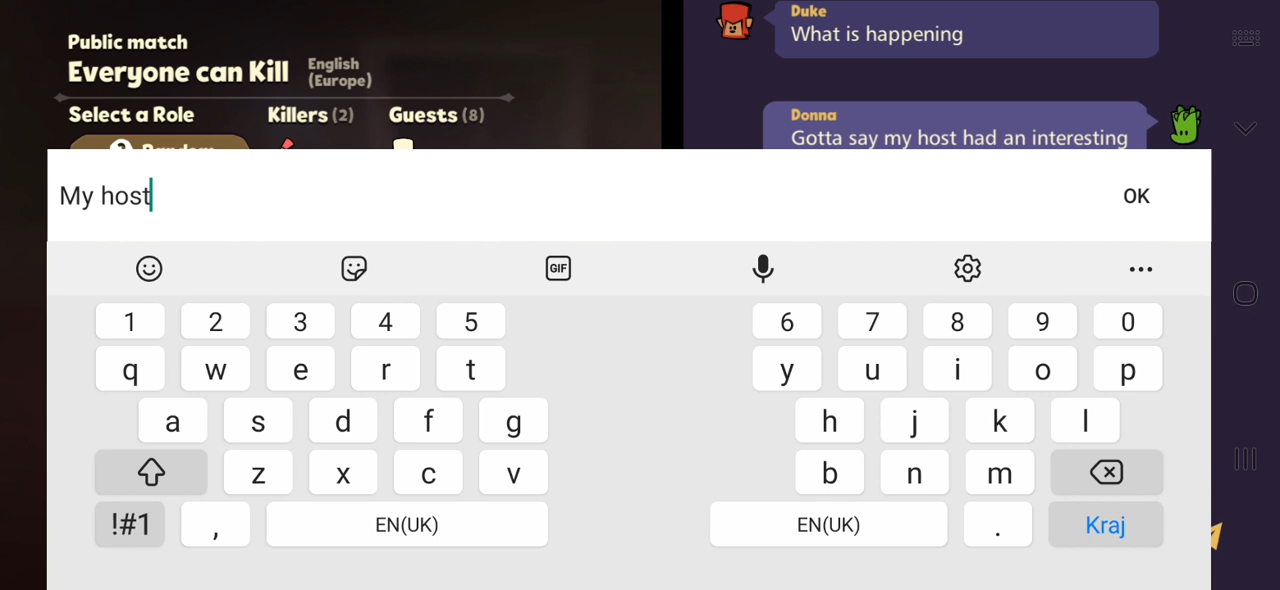 Public match
Everyone can Kill
English
(Europe)
Select a Role
Killers (2)
Guests (8)
Random
Duke
What is happening
Donna
Gotta say my host had an interesting
My host
OK
GIF
1 2 3 4 5 6 7 8 9 0
q w e r t y u i o p
a s d f g h j k l
z x c v b n m
!#1 , EN(UK) EN(UK) . Kraj